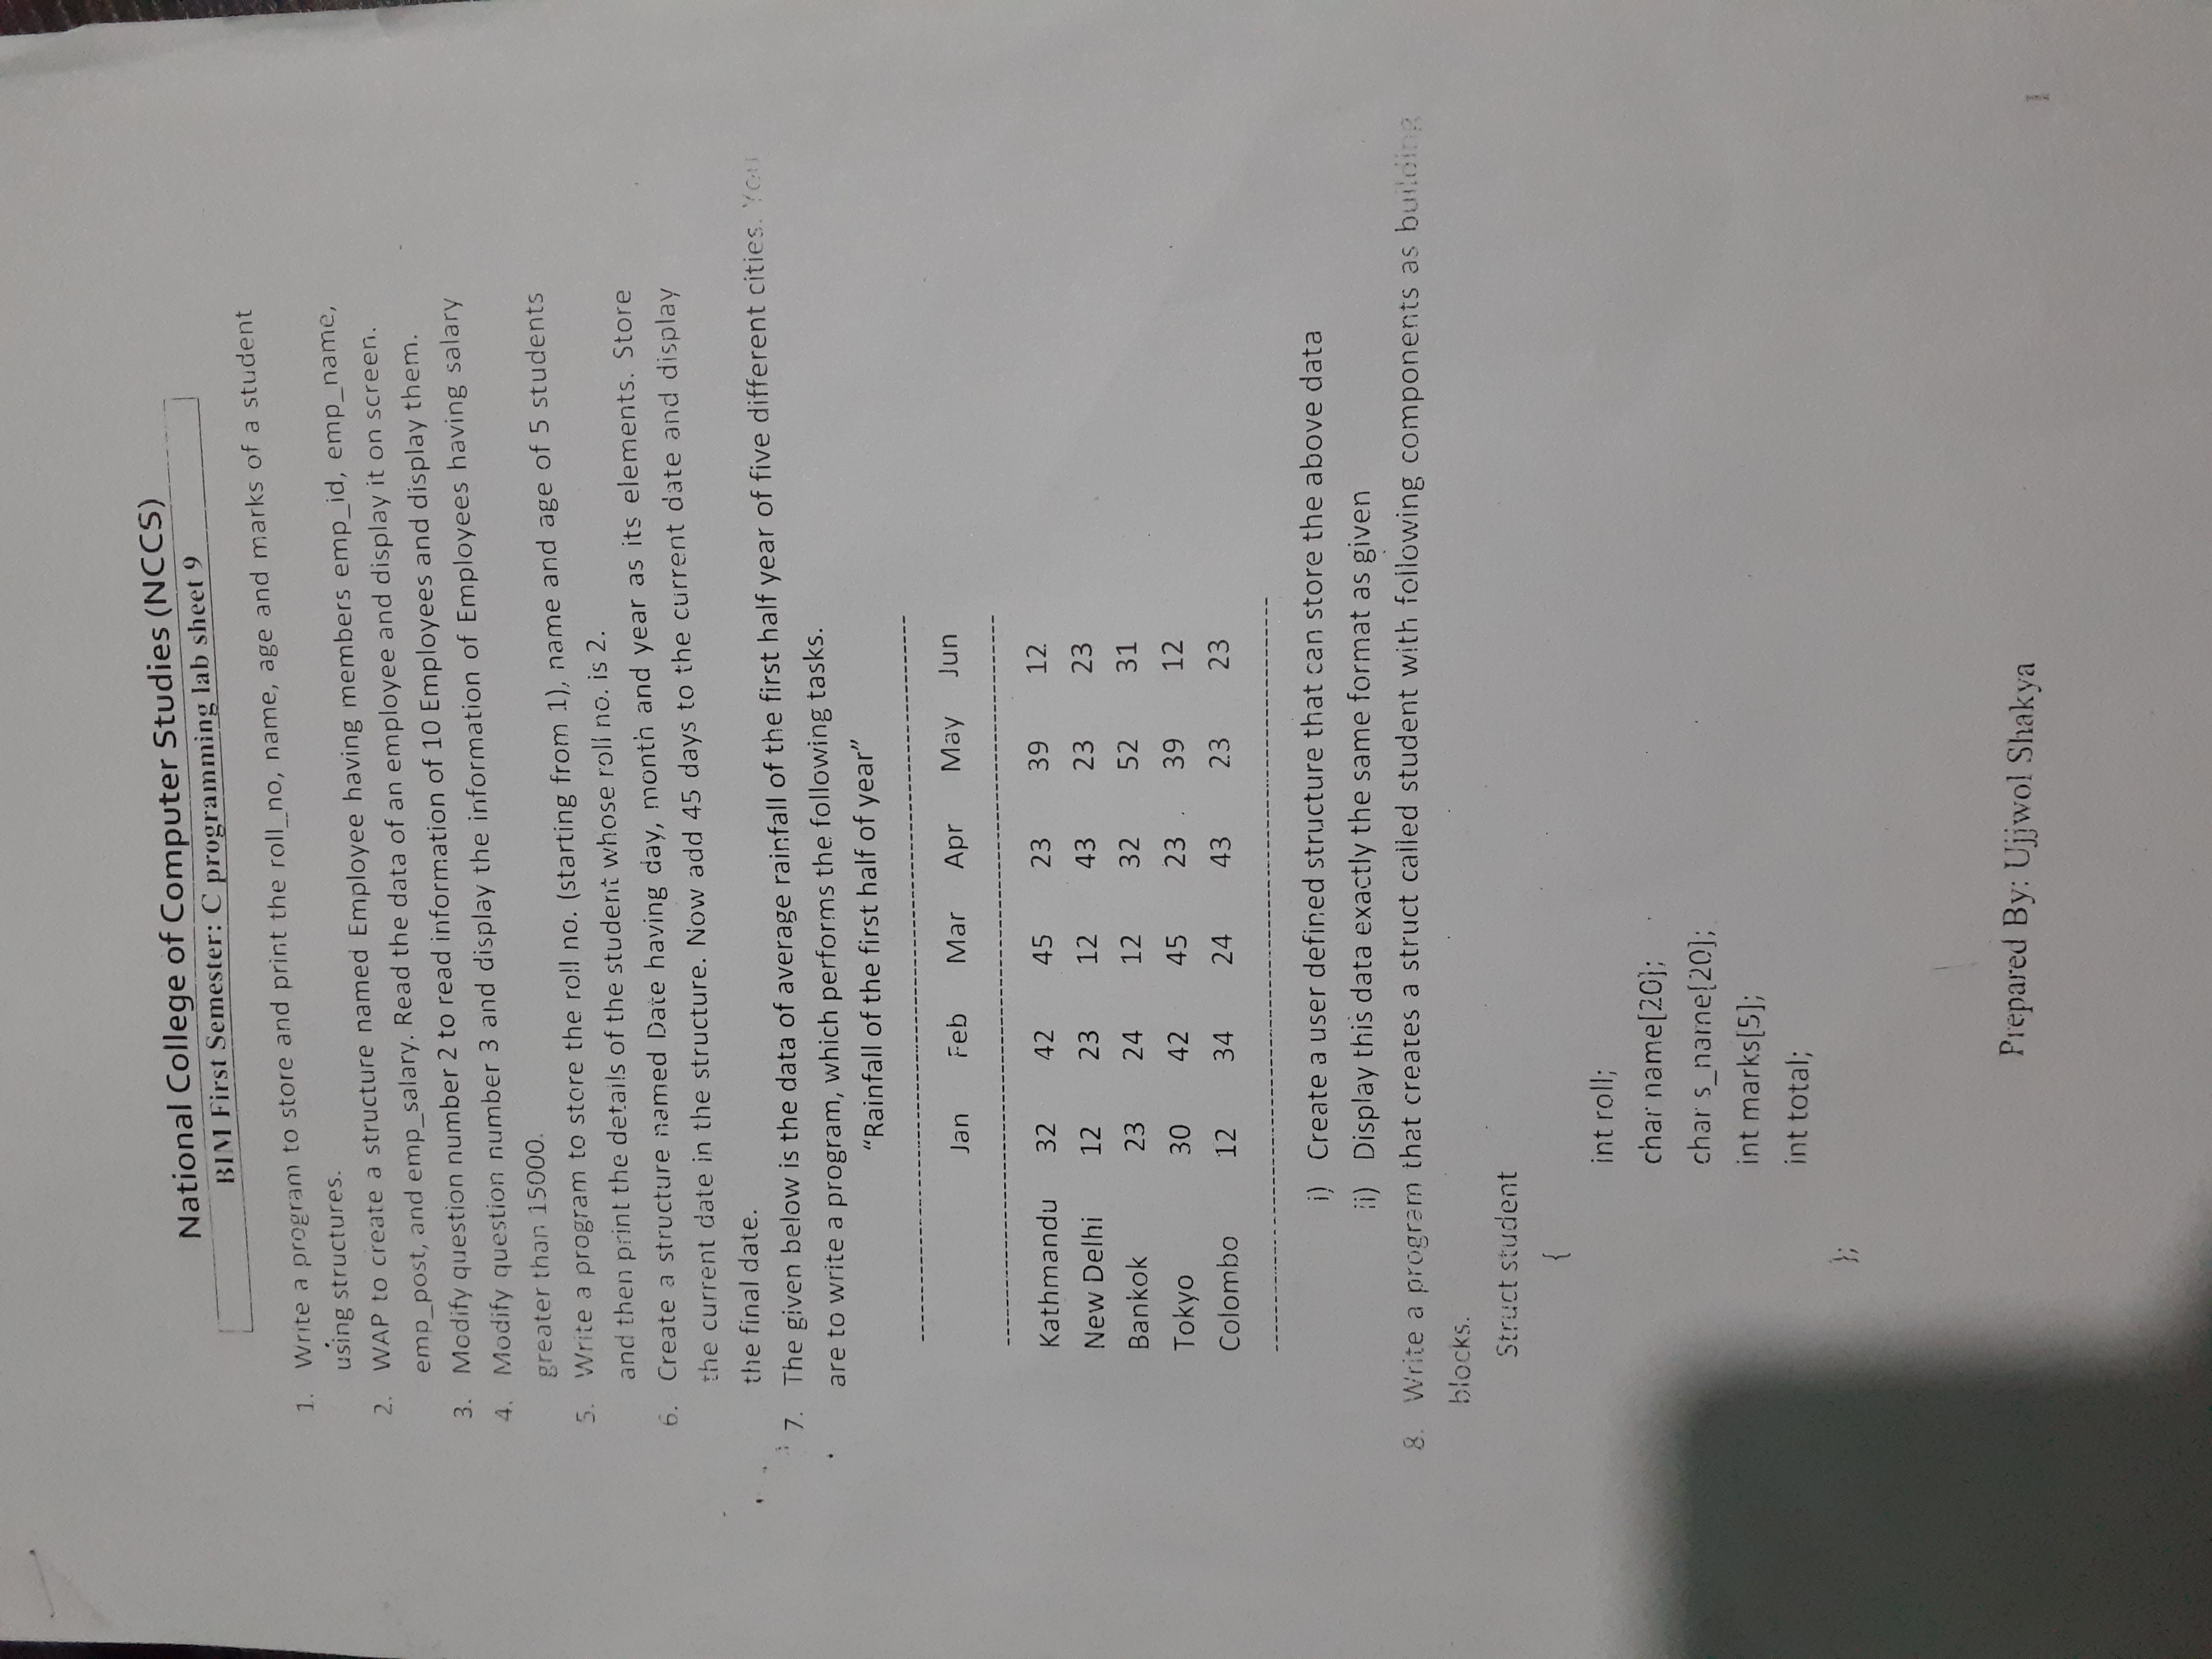 National College of Computer Studies (NCCS)
BIM First Semester: C programming lab sheet 9
1. Write a program to store and print the roll_no, name, age and marks of a student
using structures.
2. WAP to create a structure named Employee having members emp_id, emp_name,
emp_post, and emp_salary. Read the data of an employee and display it on screen.
3. Modify question number 2 to read information of 10 Employees and display them.
4. Modify question number 3 and display the information of Employees having salary
greater than 15000.
5. Write a program to store the roll no. (starting from 1), name and age of 5 students
and then print the details of the student whose roll no. is 2.
6. Create a structure named Date having day, month and year as its elements. Store
the current date in the structure. Now add 45 days to the current date and display
the final date.
7. The given below is the data of average rainfall of the first half year of five different cities. You
are to write a program, which performs the following tasks.
“Rainfall of the first half of year”
Jan Feb Mar Apr May Jun
Kathmandu 32 42 45 23 39 12
New Delhi 12 23 12 43 23 23
Bankok 23 24 12 32 52 31
Tokyo 30 42 45 23 39 12
Colombo 12 34 24 43 23 23
i) Create a user defined structure that can store the above data
ii) Display this data exactly the same format as given
8. Write a program that creates a struct called student with following components as building
blocks.
Struct student
{
int roll;
char name[20];
char s_name[20];
int marks[5];
int total;
};
Prepared By: Ujjwol Shakya
1